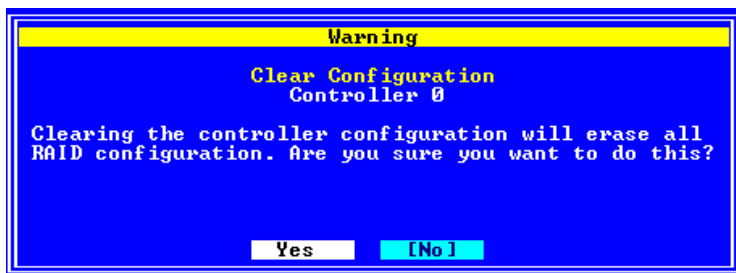 Warning
Clear Configuration
Controller 0
Clearing the controller configuration will erase all
RAID configuration. Are you sure you want to do this?
Yes [No]